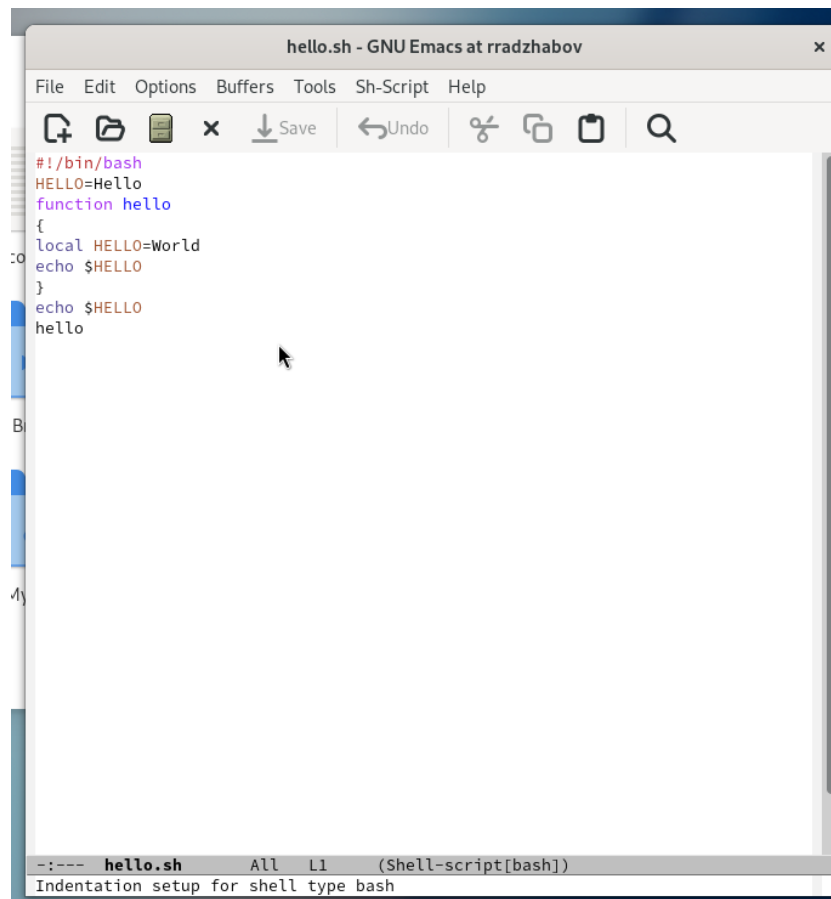 hello.sh - GNU Emacs at rradzhabov
File Edit Options Buffers Tools Sh-Script Help
Save Undo
#!/bin/bash
HELLO=Hello
function hello
{
local HELLO=World
echo $HELLO
}
echo $HELLO
hello
-:--- hello.sh All L1 (Shell-script[bash])
Indentation setup for shell type bash